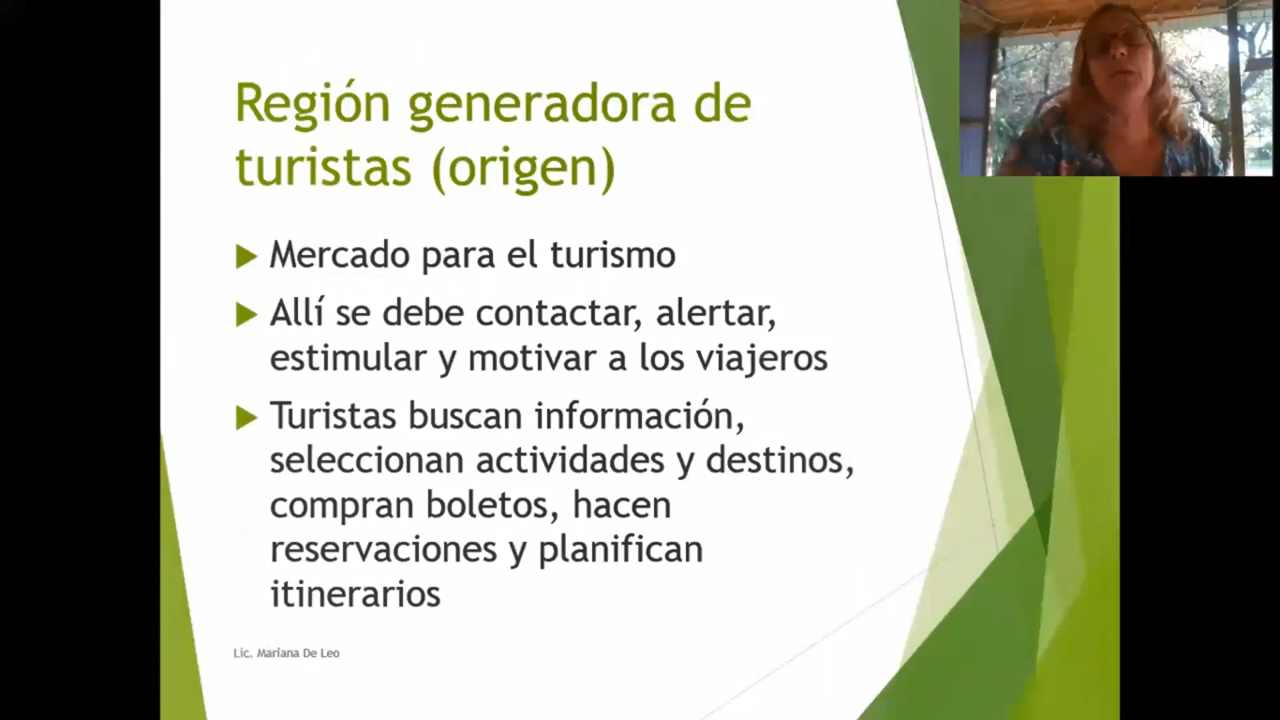 Región generadora de
turistas (origen)
Mercado para el turismo
Allí se debe contactar, alertar,
estimular y motivar a los viajeros
Turistas buscan información,
seleccionan actividades y destinos,
compran boletos, hacen
reservaciones y planifican
itinerarios
Lic. Mariana De Leo